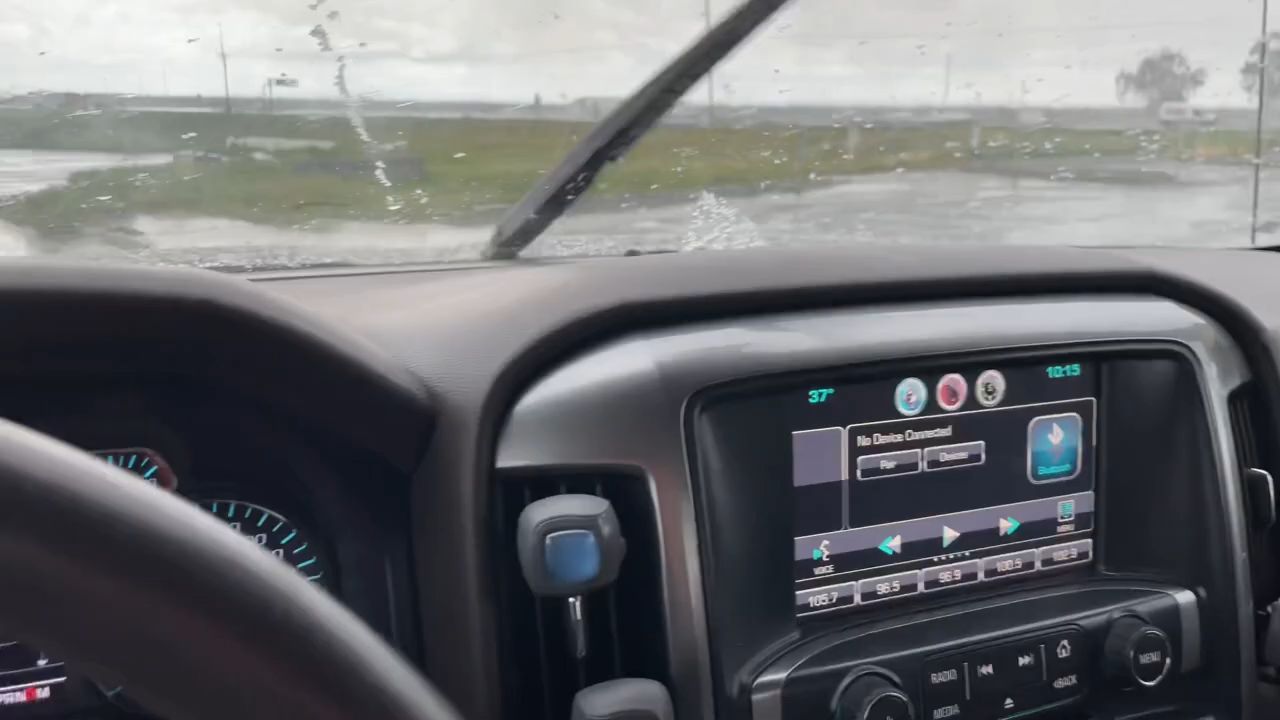 37° 10:15
No Device Connected
Pair Devices
Bluetooth
VOICE MENU
105.7 96.5 96.9 100.5 102.9
RADIO
MENU
MEDIA BACK